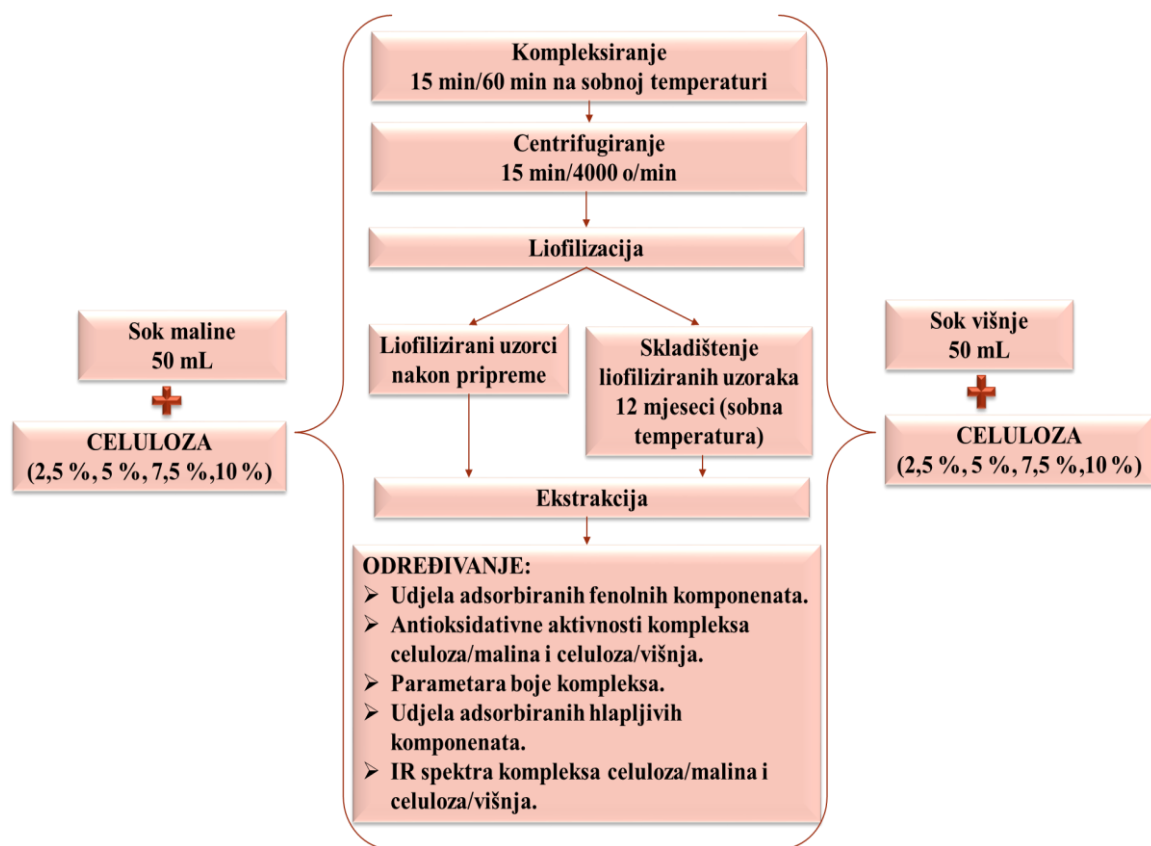 Kompleksiranje
15 min/60 min na sobnoj temperaturi
Centrifugiranje
15 min/4000 o/min
Liofilizacija
Sok maline
50 mL
CELULOZA
(2,5 %, 5 %, 7,5 %,10 %)
Liofilizirani uzorci
nakon pripreme
Skladištenje
liofiliziranih uzoraka
12 mjeseci (sobna
temperatura)
Sok višnje
50 mL
CELULOZA
(2,5 %, 5 %, 7,5 %,10 %)
Ekstrakcija
ODREĐIVANJE:
➢ Udjela adsorbiranih fenolnih komponenata.
➢ Antioksidativne aktivnosti kompleksa
celuloza/malina i celuloza/višnja.
➢ Parametara boje kompleksa.
➢ Udjela adsorbiranih hlapljivih
komponenata.
➢ IR spektra kompleksa celuloza/malina i
celuloza/višnja.